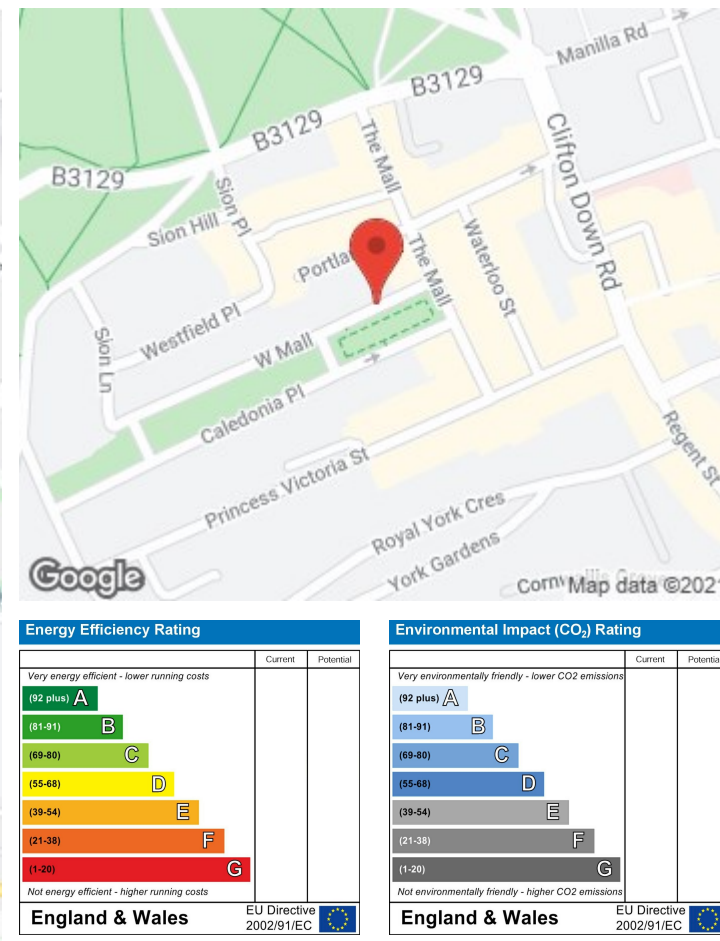 Manilla Rd
B3129
B3129
B3129
The Mall
Clifton Down Rd
Sion Pl
Sion Hill
Portla
The Mall
Waterloo St
Westfield Pl
W Mall
Sion Ln
Caledonia Pl
Princess Victoria St
Regent St
Royal York Cres
York Gardens
Google
Map data ©2021
Energy Efficiency Rating
Current Potential
Very energy efficient - lower running costs
(92 plus) A
(81-91) B
(69-80) C
(55-68) D
(39-54) E
(21-38) F
(1-20) G
Not energy efficient - higher running costs
England & Wales
EU Directive
2002/91/EC
Environmental Impact (CO₂) Rating
Current Potential
Very environmentally friendly - lower CO2 emissions
(92 plus) A
(81-91) B
(69-80) C
(55-68) D
(39-54) E
(21-38) F
(1-20) G
Not environmentally friendly - higher CO2 emissions
England & Wales
EU Directive
2002/91/EC